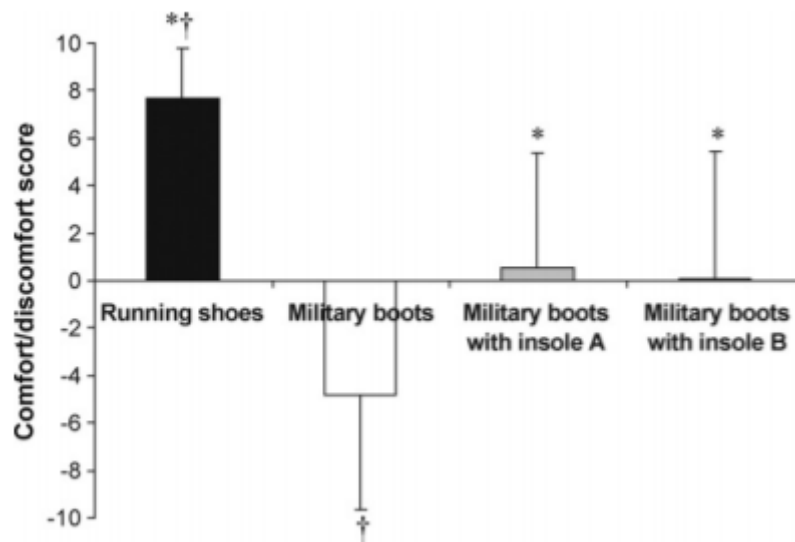 *†
10
8
6
4
2
0
-2
-4
-6
-8
-10
Comfort/discomfort score
*
*
Running shoes
Military boots
Military boots
with insole A
Military boots
with insole B
†